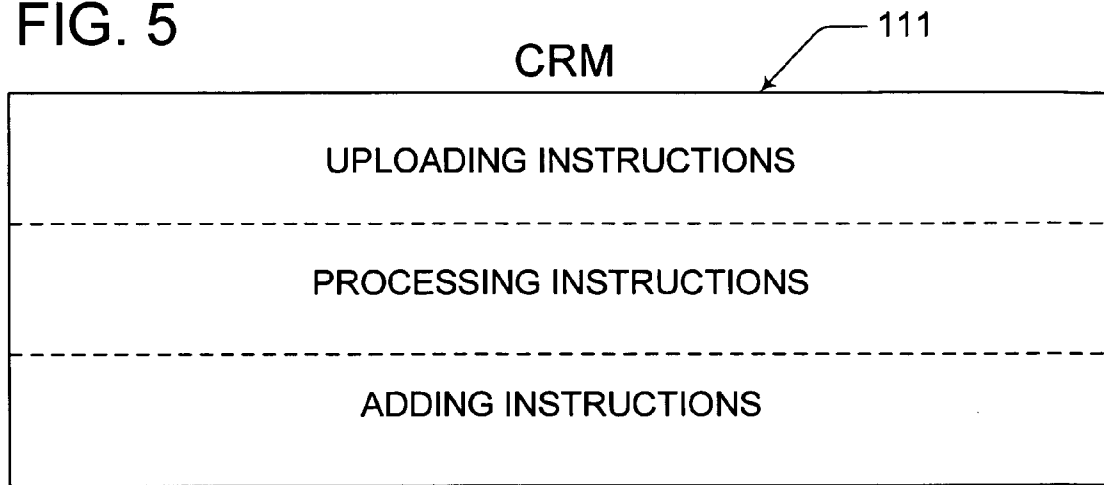 FIG. 5
111
CRM
UPLOADING INSTRUCTIONS
PROCESSING INSTRUCTIONS
ADDING INSTRUCTIONS